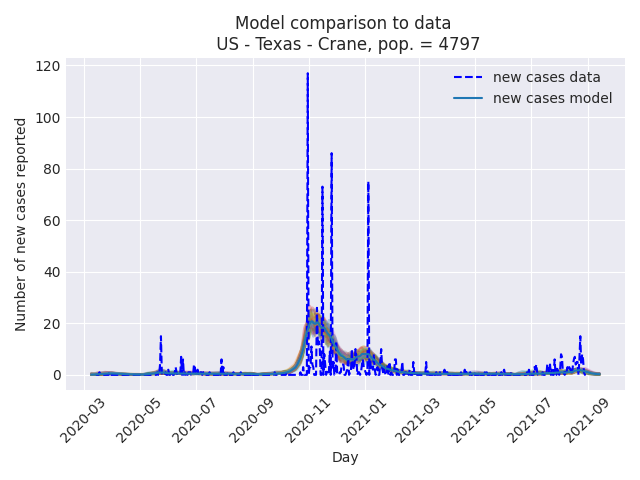 Model comparison to data
US - Texas - Crane, pop. = 4797
new cases data
new cases model
Number of new cases reported
120
100
80
60
40
20
0
2020-03
2020-05
2020-07
2020-09
2020-11
2021-01
2021-03
2021-05
2021-07
2021-09
Day